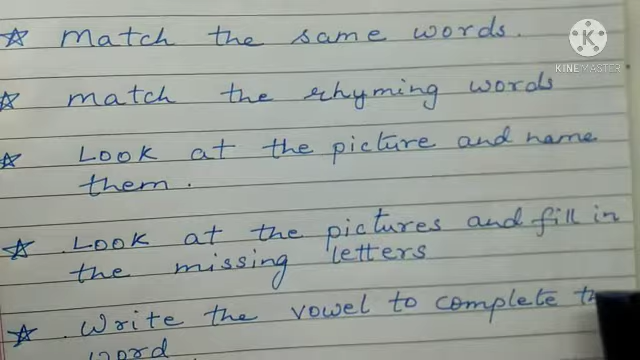 Match the same words.
KINEMASTER
match the rhyming words
Look at the picture and name
them.
Look at the pictures and fill in
the missing letters
Write the vowel to complete
word